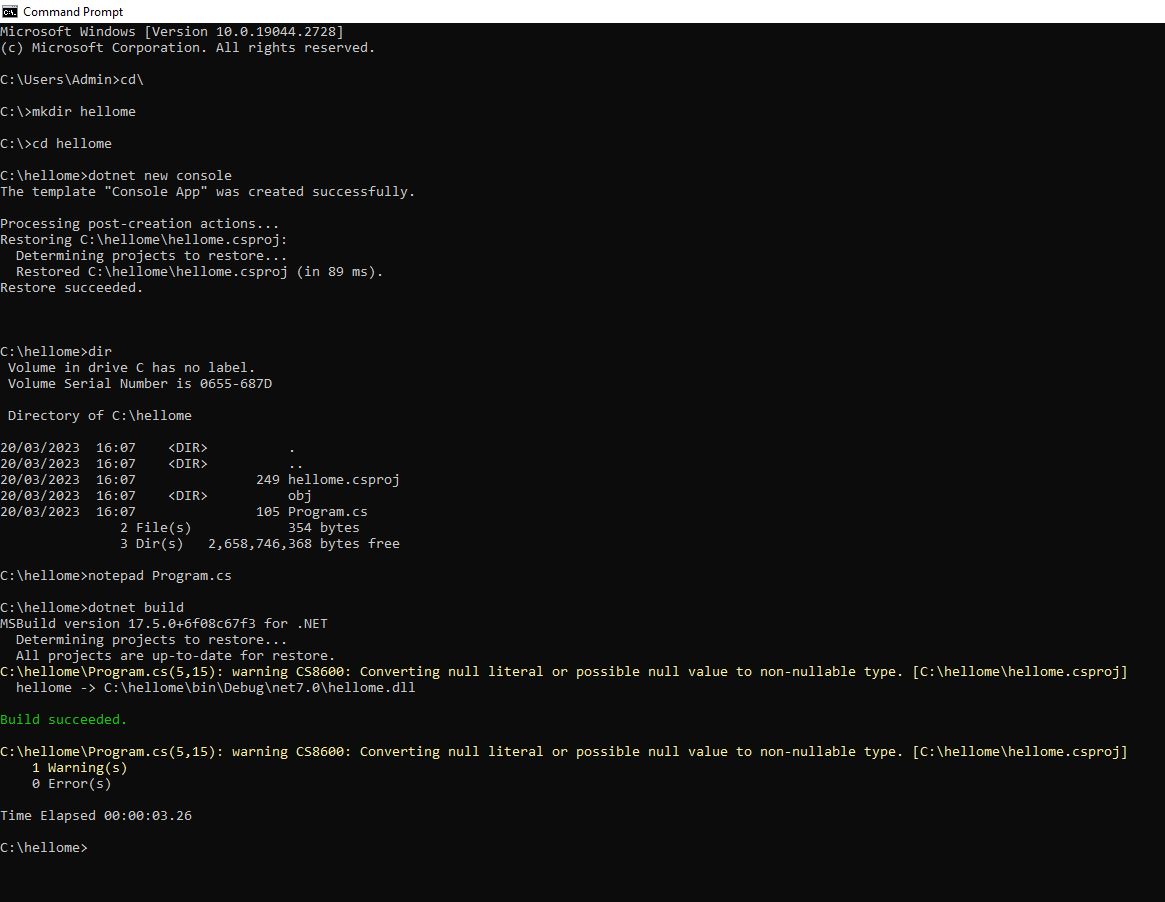 Command Prompt
Microsoft Windows [Version 10.0.19044.2728]
(c) Microsoft Corporation. All rights reserved.
C:\Users\Admin>cd\
C:\>mkdir hellome
C:\>cd hellome
C:\hellome>dotnet new console
The template "Console App" was created successfully.
Processing post-creation actions...
Restoring C:\hellome\hellome.csproj:
  Determining projects to restore...
  Restored C:\hellome\hellome.csproj (in 89 ms).
Restore succeeded.
C:\hellome>dir
 Volume in drive C has no label.
 Volume Serial Number is 0655-687D
 Directory of C:\hellome
20/03/2023  16:07    <DIR>          .
20/03/2023  16:07    <DIR>          ..
20/03/2023  16:07               249 hellome.csproj
20/03/2023  16:07    <DIR>          obj
20/03/2023  16:07               105 Program.cs
               2 File(s)            354 bytes
               3 Dir(s)   2,658,746,368 bytes free
C:\hellome>notepad Program.cs
C:\hellome>dotnet build
MSBuild version 17.5.0+6f08c67f3 for .NET
  Determining projects to restore...
  All projects are up-to-date for restore.
C:\hellome\Program.cs(5,15): warning CS8600: Converting null literal or possible null value to non-nullable type. [C:\hellome\hellome.csproj]
  hellome -> C:\hellome\bin\Debug\net7.0\hellome.dll
Build succeeded.
C:\hellome\Program.cs(5,15): warning CS8600: Converting null literal or possible null value to non-nullable type. [C:\hellome\hellome.csproj]
    1 Warning(s)
    0 Error(s)
Time Elapsed 00:00:03.26
C:\hellome>